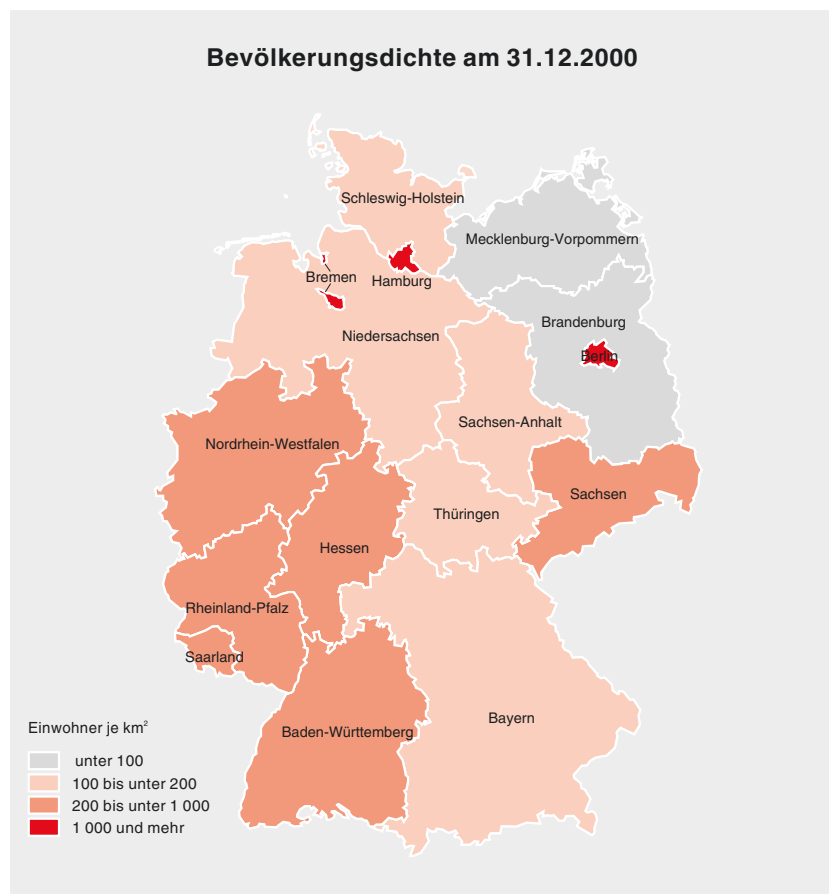 Bevölkerungsdichte am 31.12.2000
Schleswig-Holstein
Mecklenburg-Vorpommern
Bremen
Hamburg
Brandenburg
Niedersachsen
Berlin
Sachsen-Anhalt
Nordrhein-Westfalen
Sachsen
Thüringen
Hessen
Rheinland-Pfalz
Saarland
Bayern
Baden-Württemberg
Einwohner je km²
unter 100
100 bis unter 200
200 bis unter 1 000
1 000 und mehr